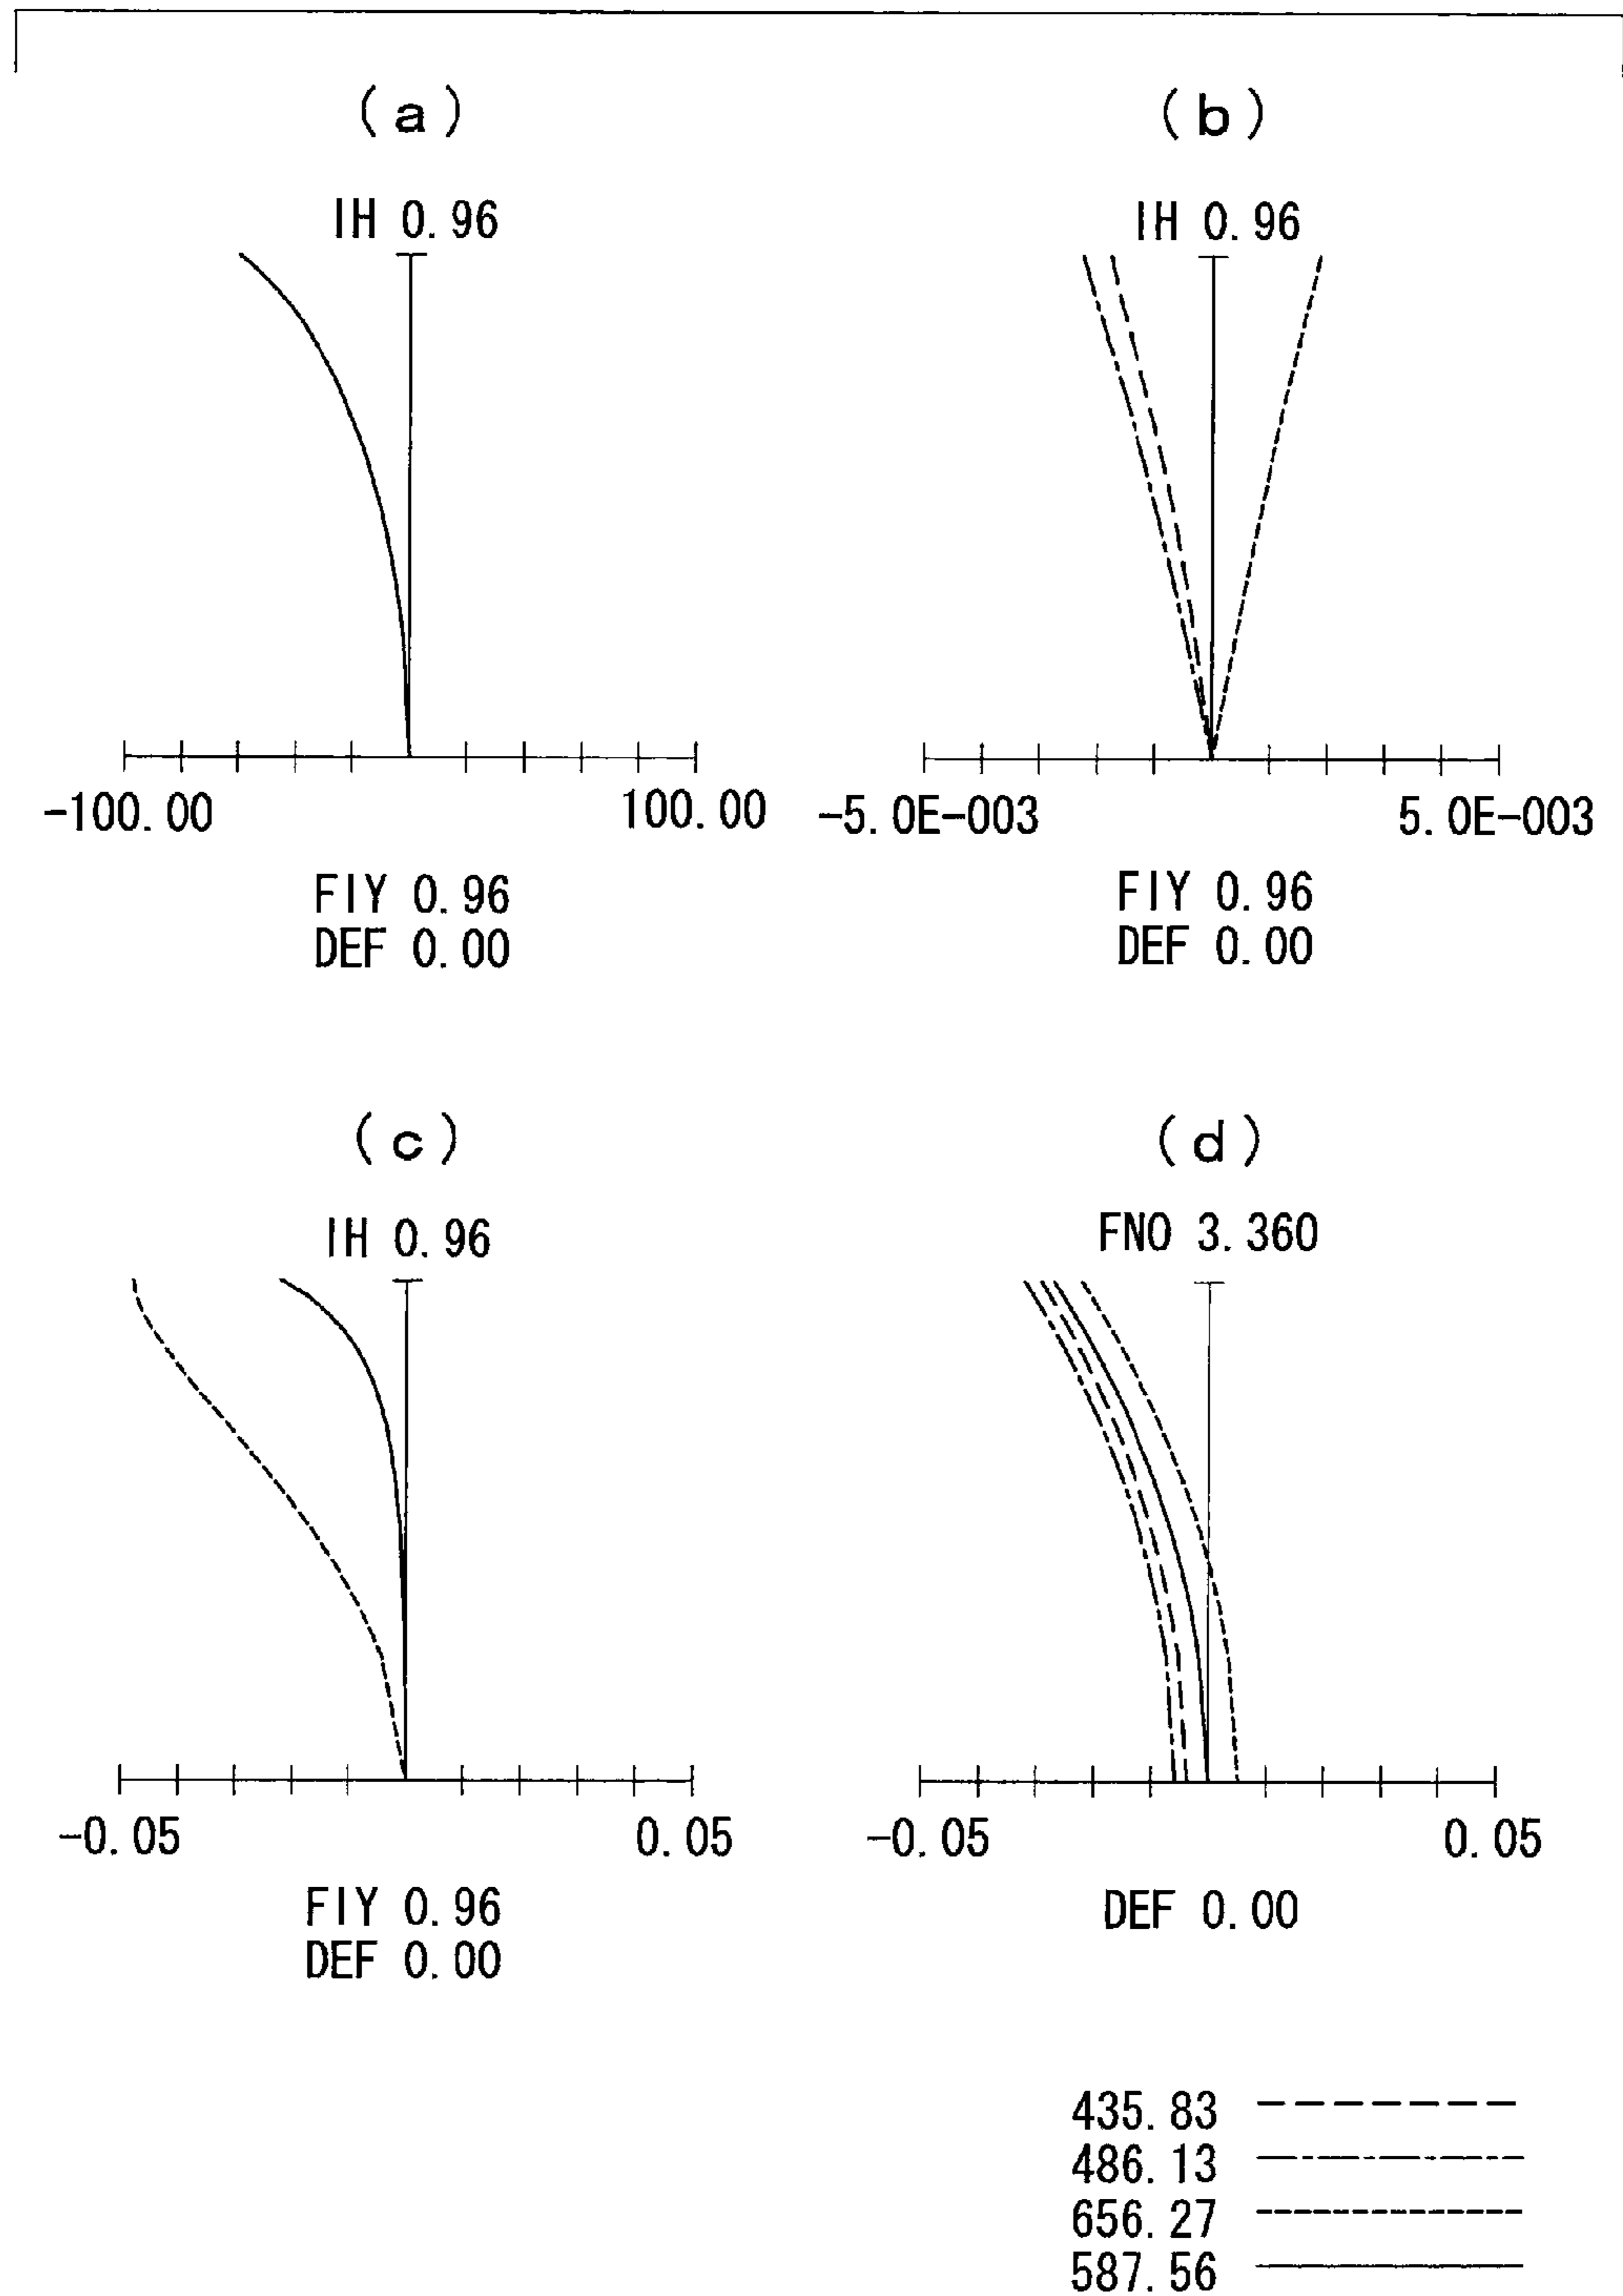 (a)
IH 0.96
-100.00 100.00
FIY 0.96
DEF 0.00
(b)
IH 0.96
-5.0E-003 5.0E-003
FIY 0.96
DEF 0.00
(c)
IH 0.96
-0.05 0.05
FIY 0.96
DEF 0.00
(d)
FNO 3.360
-0.05 0.05
DEF 0.00
435.83
486.13
656.27
587.56